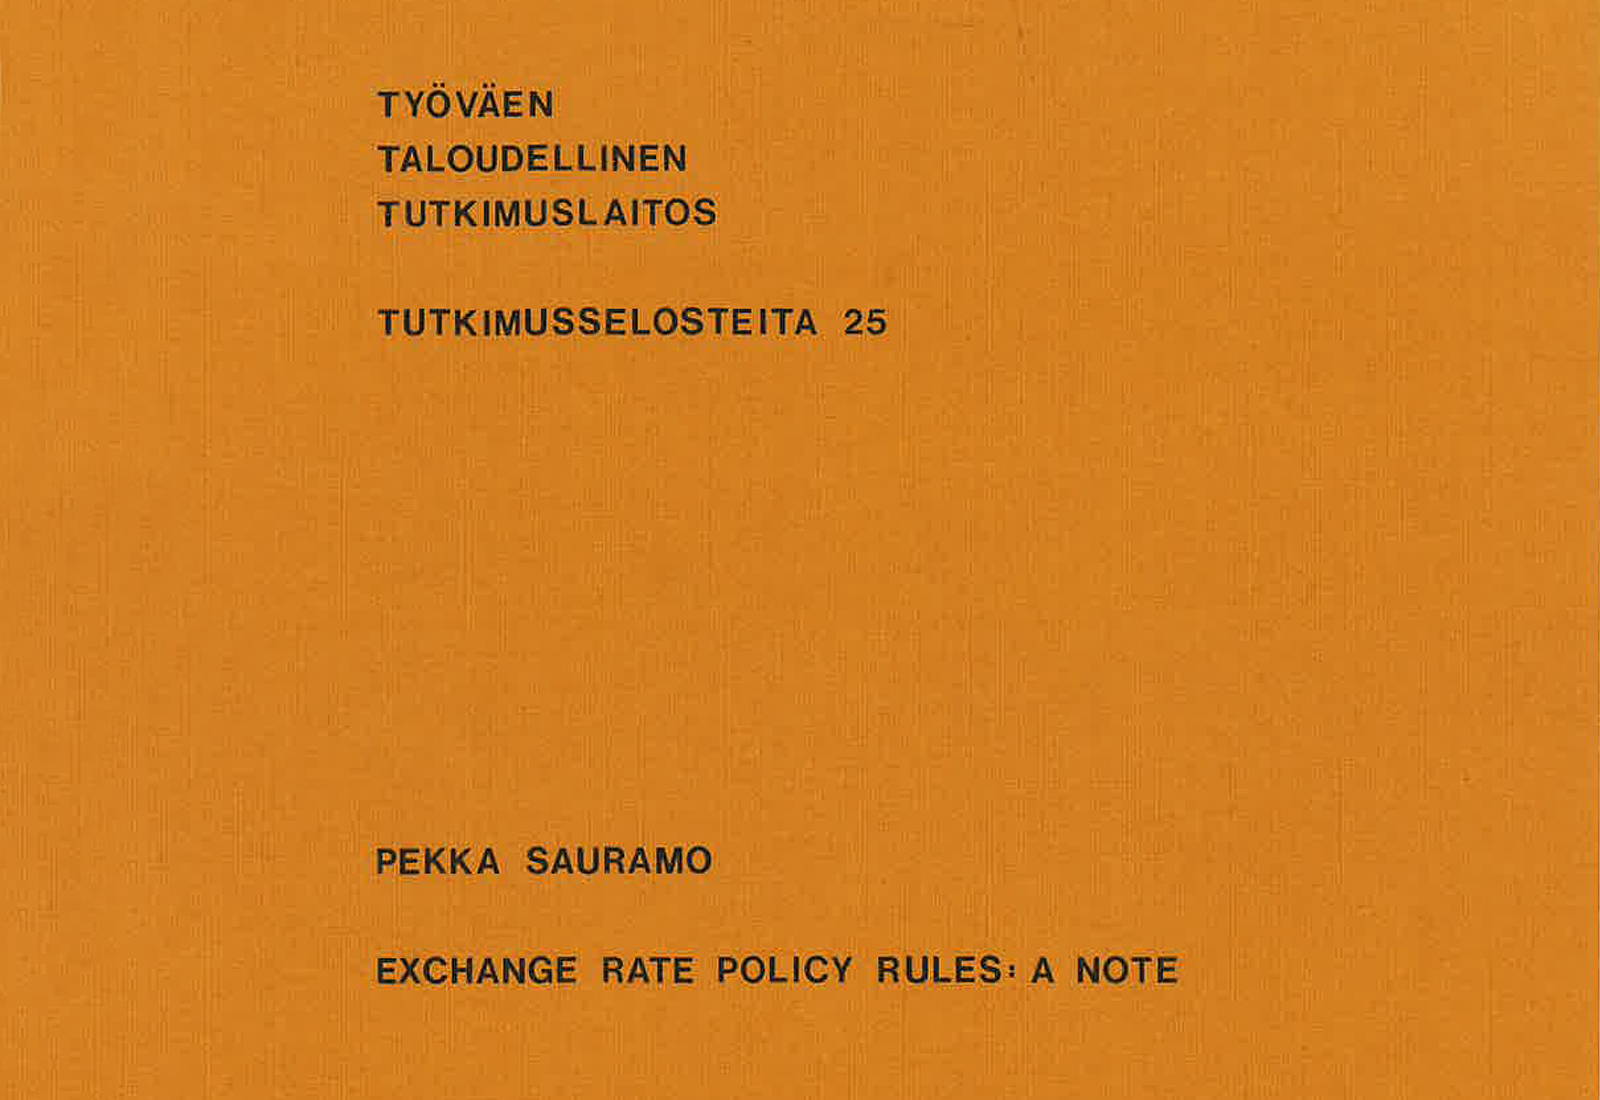 TYÖVÄEN
TALOUDELLINEN
TUTKIMUSLAITOS
TUTKIMUSSELOSTEITA 25
PEKKA SAURAMO
EXCHANGE RATE POLICY RULES: A NOTE